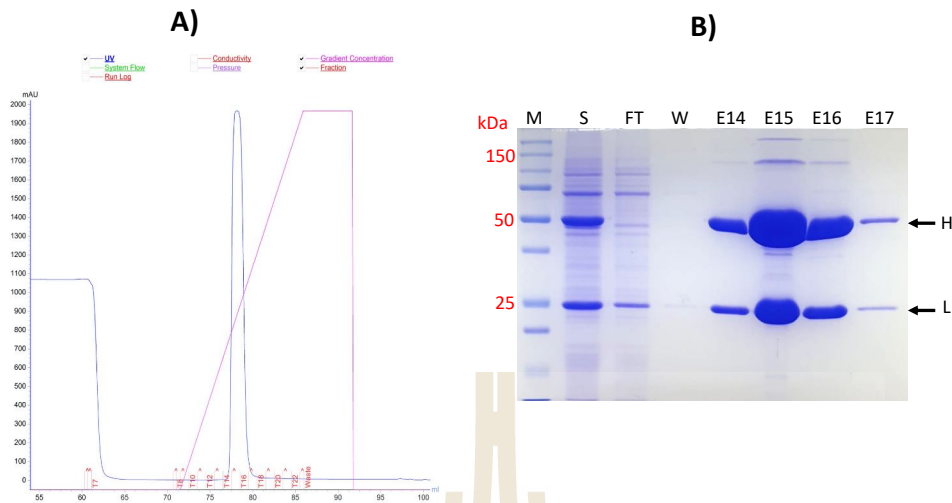 A)
UV
System Flow
Run Log
Conductivity
Pressure
Gradient Concentration
Fraction
mAU
2000
1900
1800
1700
1600
1500
1400
1300
1200
1100
1000
900
800
700
600
500
400
300
200
100
0
T7 T8 T10 T12 T14 T16 T18 T20 T22 Waste
55 60 65 70 75 80 85 90 95 100 ml
B)
kDa M S FT W E14 E15 E16 E17
150
50
H
25
L